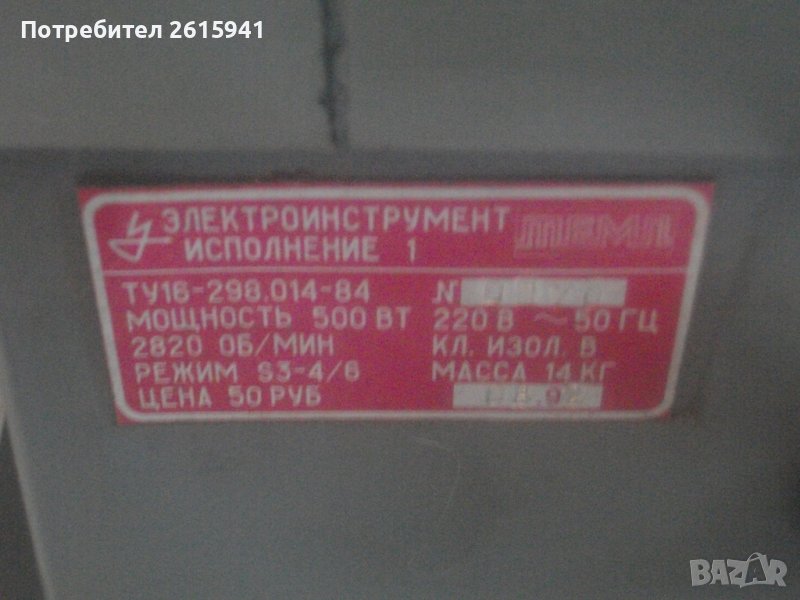 Потребител 2615941
ЭЛЕКТРОИНСТРУМЕНТ
ИСПОЛНЕНИЕ 1
ТУ16-298.014-84 N
МОЩНОСТЬ 500 ВТ 220 В ~ 50 ГЦ
2820 ОБ/МИН КЛ. ИЗОЛ. В
РЕЖИМ S3-4/6 МАССА 14 КГ
ЦЕНА 50 РУБ
BAZAR